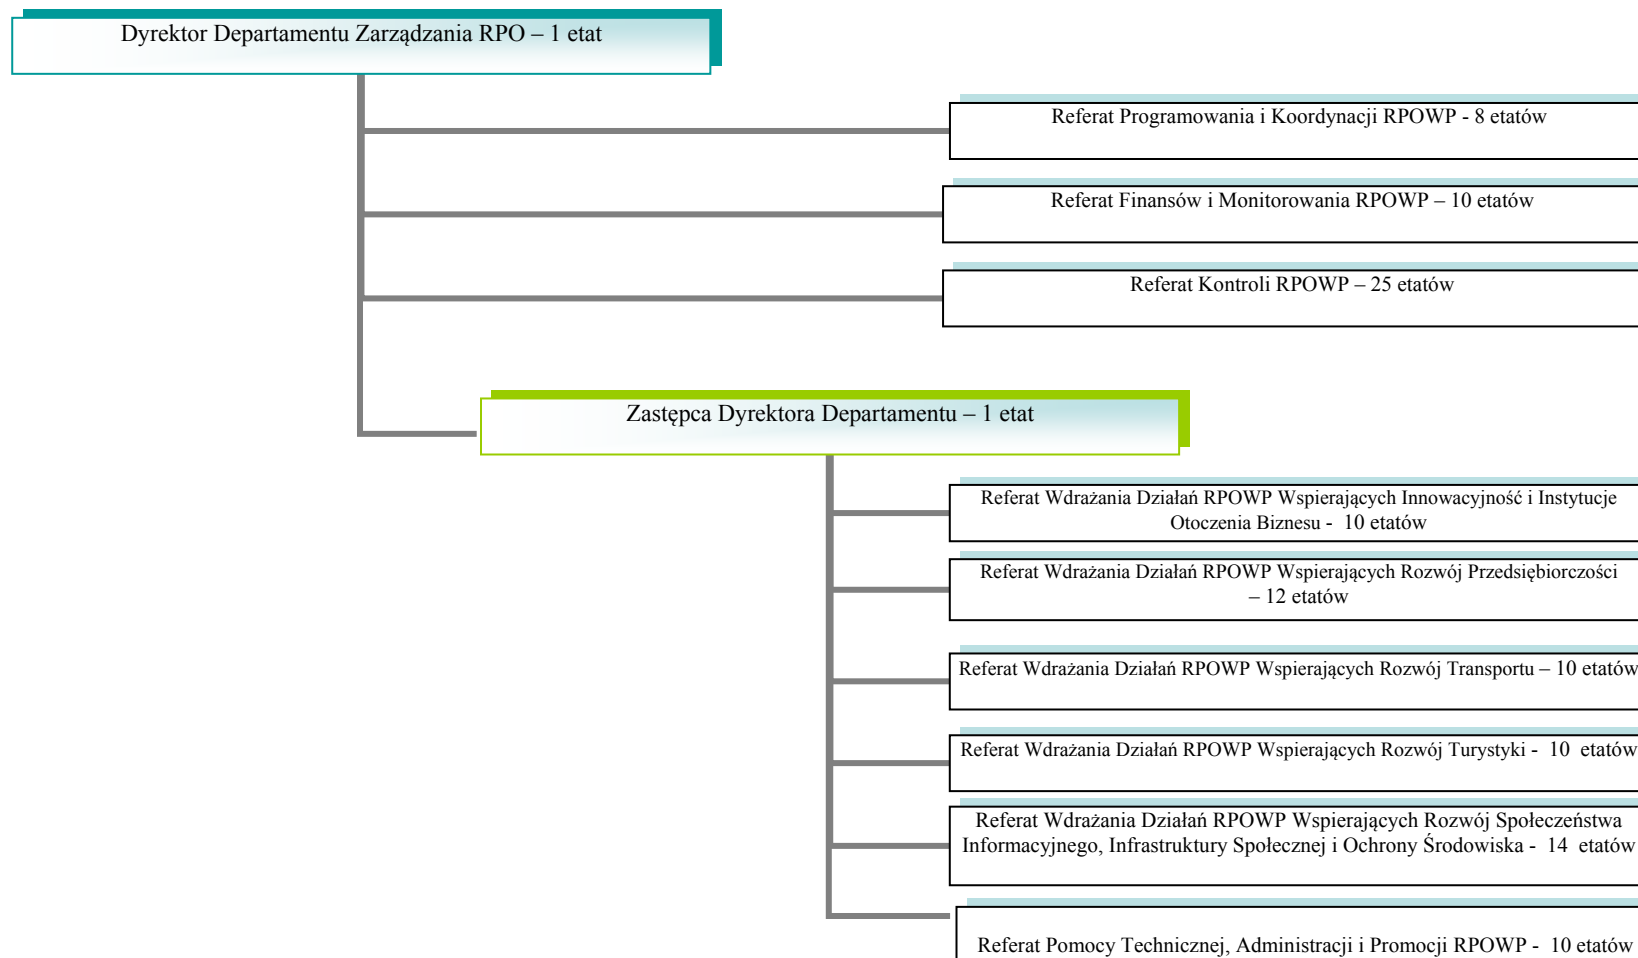 Dyrektor Departamentu Zarządzania RPO – 1 etat
Referat Programowania i Koordynacji RPOWP - 8 etatów
Referat Finansów i Monitorowania RPOWP – 10 etatów
Referat Kontroli RPOWP – 25 etatów
Zastępca Dyrektora Departamentu – 1 etat
Referat Wdrażania Działań RPOWP Wspierających Innowacyjność i Instytucje
Otoczenia Biznesu - 10 etatów
Referat Wdrażania Działań RPOWP Wspierających Rozwój Przedsiębiorczości
– 12 etatów
Referat Wdrażania Działań RPOWP Wspierających Rozwój Transportu – 10 etatów
Referat Wdrażania Działań RPOWP Wspierających Rozwój Turystyki - 10 etatów
Referat Wdrażania Działań RPOWP Wspierających Rozwój Społeczeństwa
Informacyjnego, Infrastruktury Społecznej i Ochrony Środowiska - 14 etatów
Referat Pomocy Technicznej, Administracji i Promocji RPOWP - 10 etatów